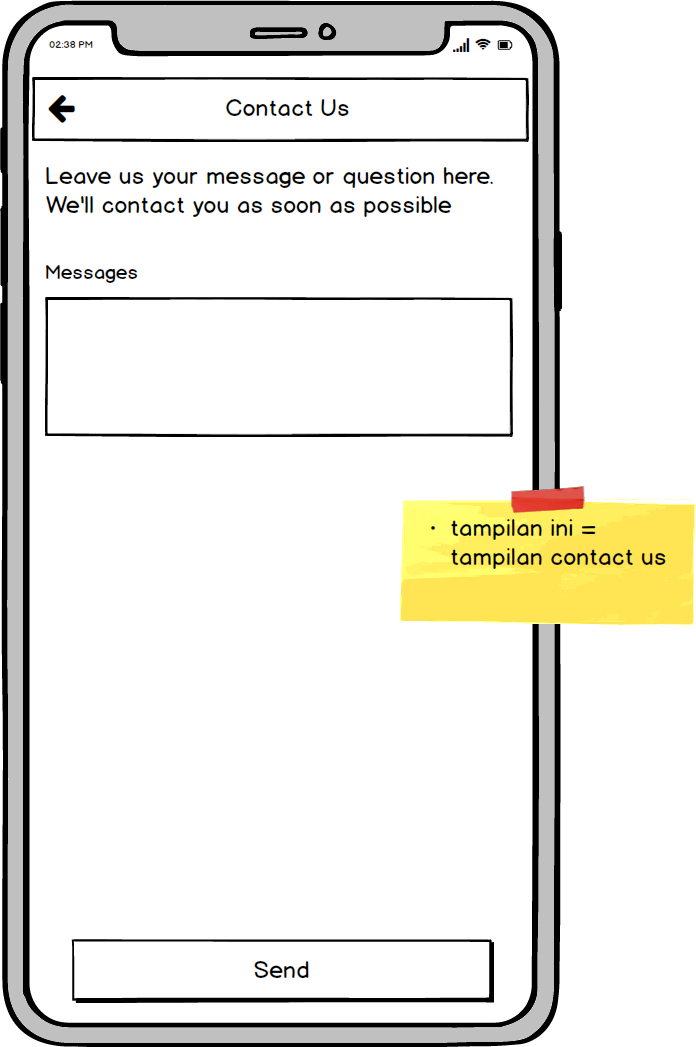 02:38 PM
Contact Us
Leave us your message or question here.
We'll contact you as soon as possible
Messages
• tampilan ini =
tampilan contact us
Send